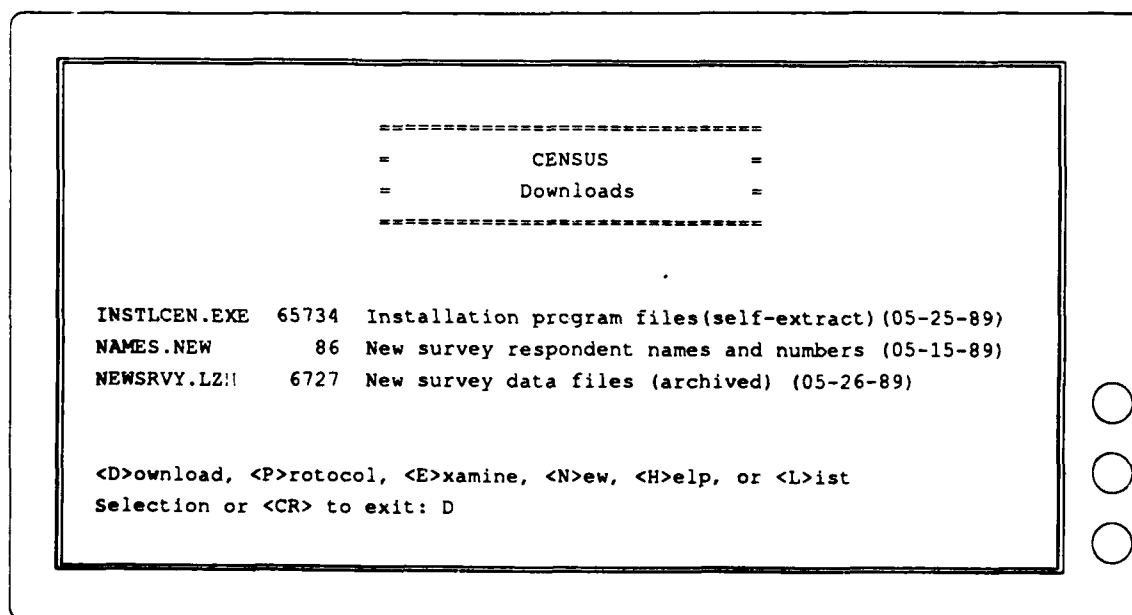 ==============================
= CENSUS =
= Downloads =
==============================
INSTLCEN.EXE 65734 Installation prcgram files(self-extract)(05-25-89)
NAMES.NEW 86 New survey respondent names and numbers (05-15-89)
6727 New survey data files (archived) (05-26-89)
<D>ownload, <P>rotocol, <E>xamine, <N>ew, <H>elp, or <L>ist
Selection or <CR> to exit: D